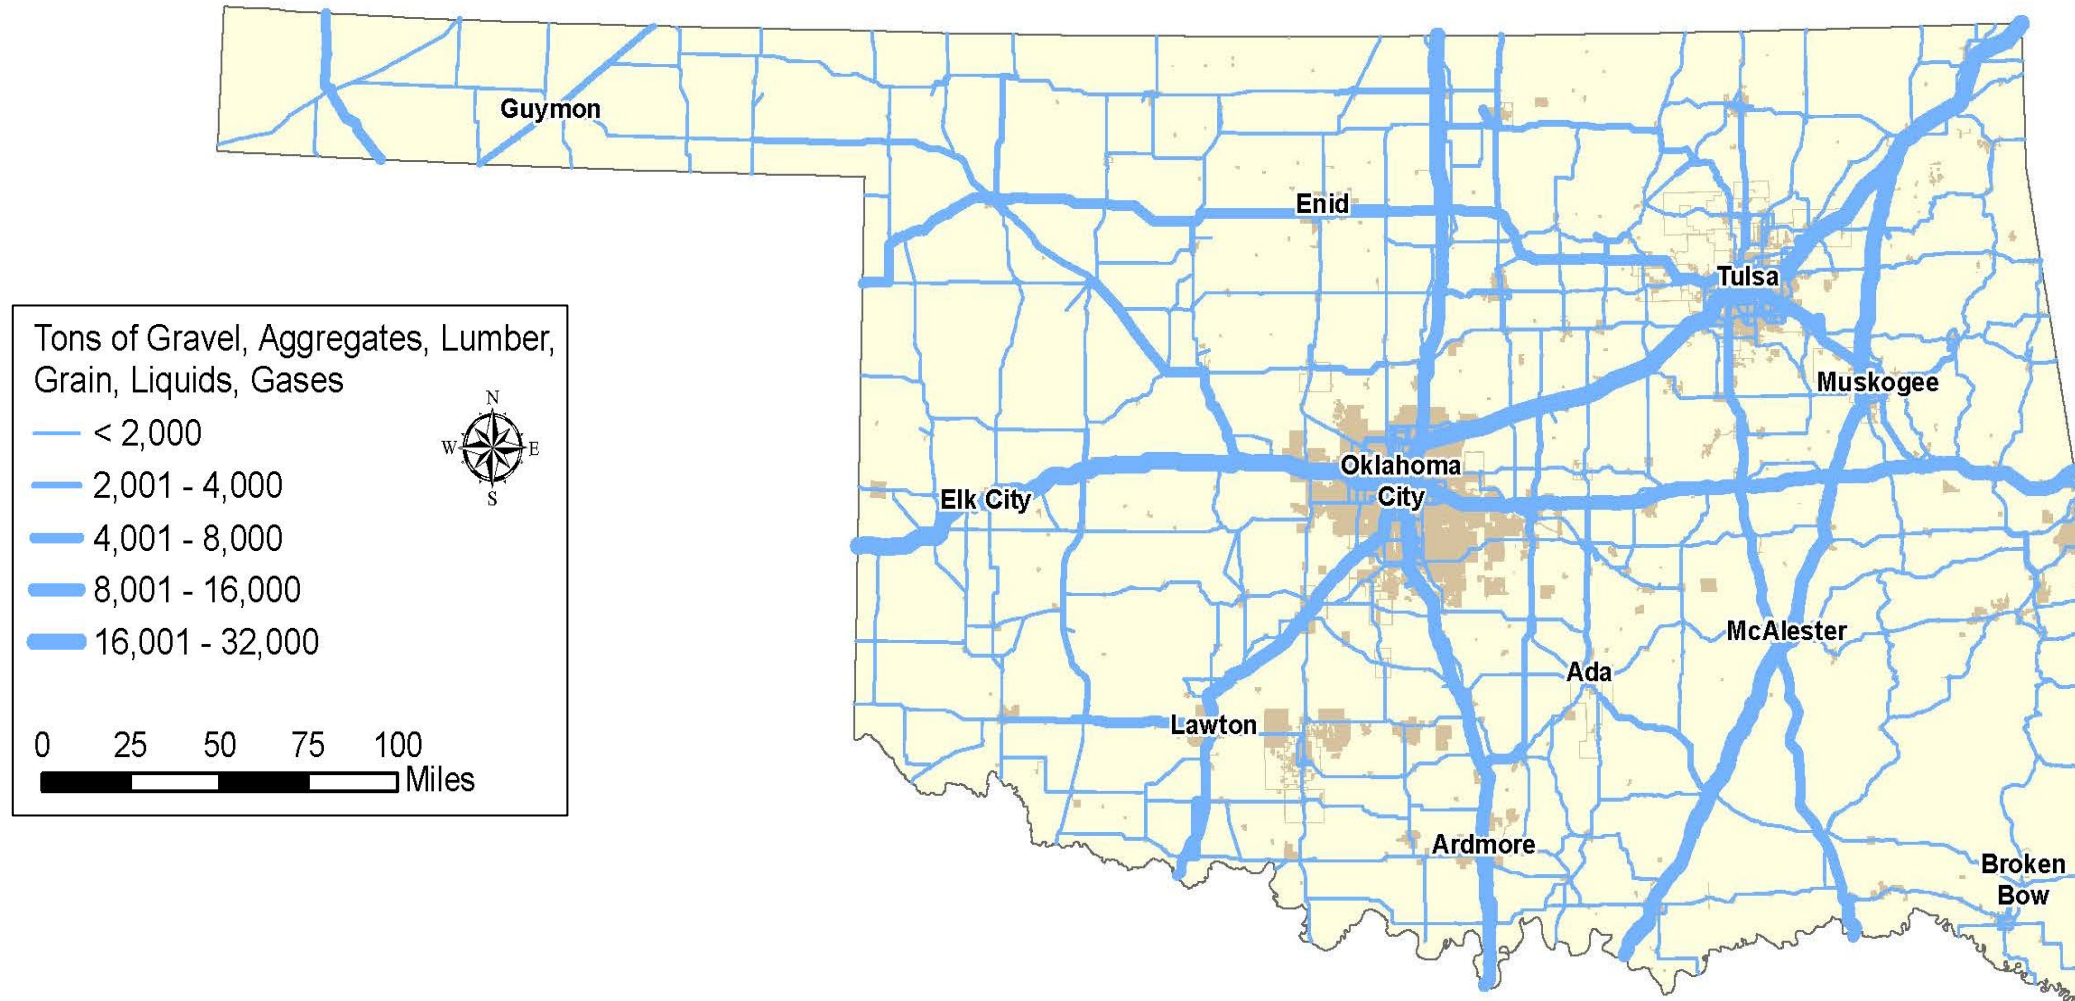 Guymon
Enid
Tulsa
Tons of Gravel, Aggregates, Lumber,
Grain, Liquids, Gases
< 2,000
2,001 - 4,000
4,001 - 8,000
8,001 - 16,000
16,001 - 32,000
N
W
E
S
0 25 50 75 100
Miles
Muskogee
Oklahoma
City
Elk City
McAlester
Ada
Lawton
Ardmore
Broken
Bow